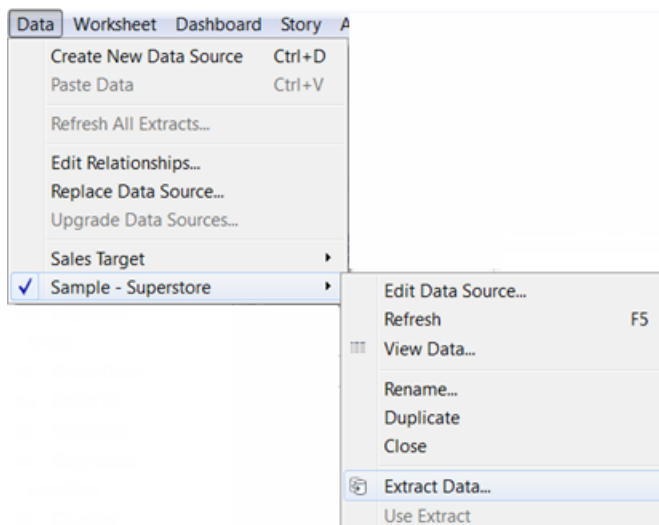 Data Worksheet Dashboard Story A
Create New Data Source Ctrl+D
Paste Data Ctrl+V
Refresh All Extracts...
Edit Relationships...
Replace Data Source...
Upgrade Data Sources...
Sales Target
Sample - Superstore
Edit Data Source...
Refresh F5
View Data...
Rename...
Duplicate
Close
Extract Data...
Use Extract